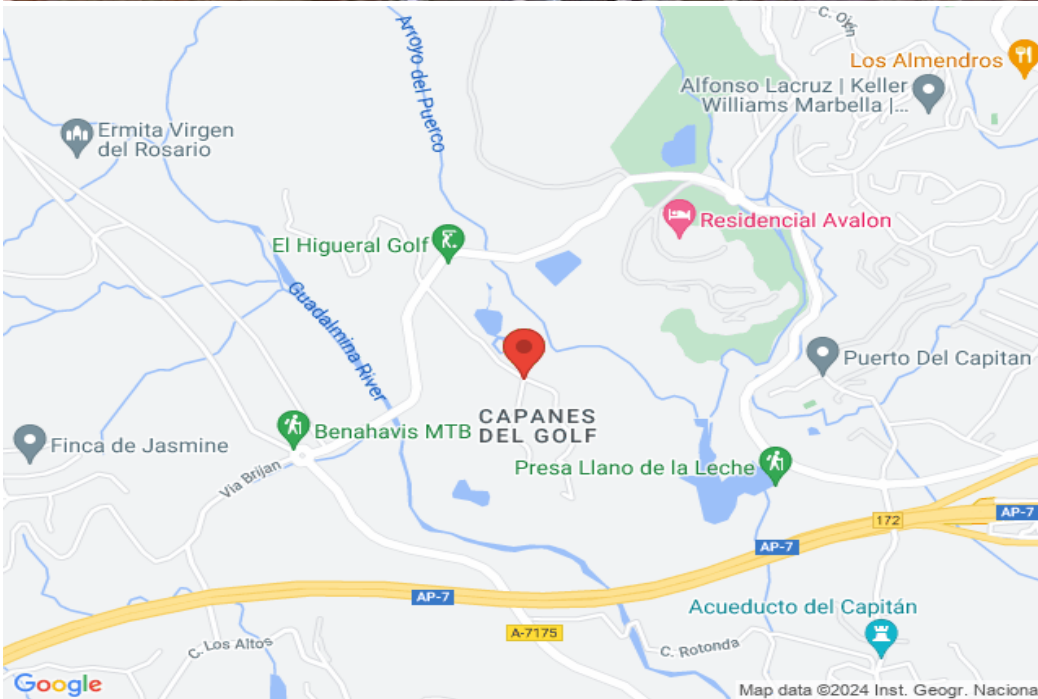 C. Ojén
Los Almendros
Alfonso Lacruz | Keller
Williams Marbella |...
Arroyo del Puerco
Ermita Virgen
del Rosario
Residencial Avalon
El Higueral Golf
Guadalmina River
Puerto Del Capitan
CAPANES
DEL GOLF
Benahavis MTB
Finca de Jasmine
Presa Llano de la Leche
Via Brijan
172
AP-7
AP-7
AP-7
Acueducto del Capitán
A-7175
C. Los Altos
C. Rotonda
Google
Map data ©2024 Inst. Geogr. Naciona